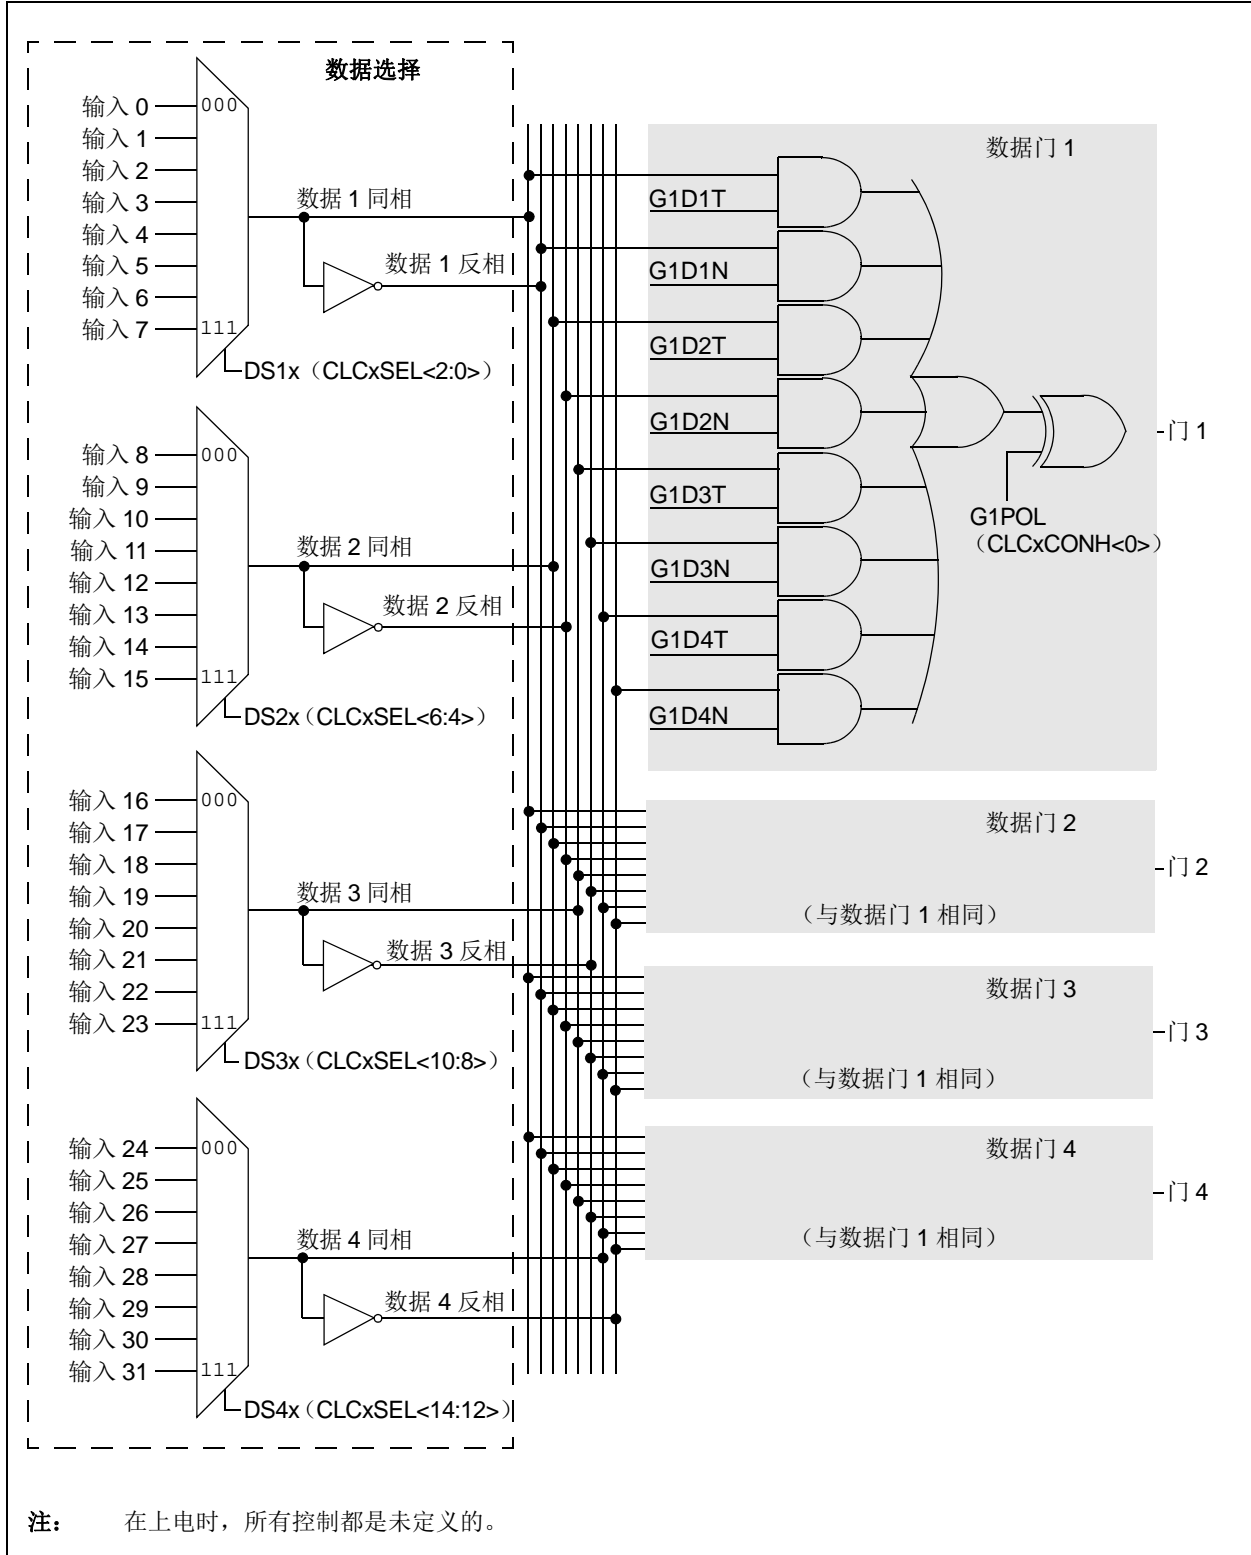 数据选择
输入 0
000
输入 1
输入 2
输入 3
输入 4
输入 5
输入 6
输入 7
111
数据 1 同相
数据 1 反相
DS1x（CLCxSEL<2:0>）
输入 8
000
输入 9
输入 10
输入 11
输入 12
输入 13
输入 14
输入 15
111
数据 2 同相
数据 2 反相
DS2x（CLCxSEL<6:4>）
输入 16
000
输入 17
输入 18
输入 19
输入 20
输入 21
输入 22
输入 23
111
数据 3 同相
数据 3 反相
DS3x（CLCxSEL<10:8>）
输入 24
000
输入 25
输入 26
输入 27
输入 28
输入 29
输入 30
输入 31
111
数据 4 同相
数据 4 反相
DS4x（CLCxSEL<14:12>）
数据门 1
G1D1T
G1D1N
G1D2T
G1D2N
G1D3T
G1D3N
G1D4T
G1D4N
G1POL
（CLCxCONH<0>）
门 1
数据门 2
（与数据门 1 相同）
门 2
数据门 3
（与数据门 1 相同）
门 3
数据门 4
（与数据门 1 相同）
门 4
注： 在上电时，所有控制都是未定义的。